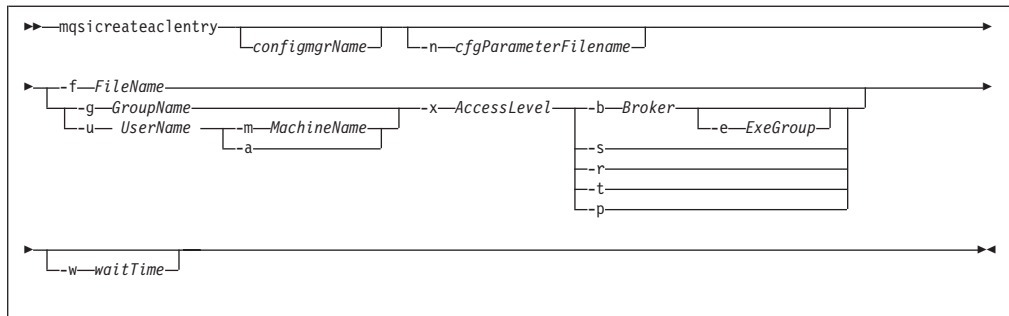 mqsicreateaclentry
configmgrName -n cfgParameterFilename
-f FileName
-g GroupName -x AccessLevel -b Broker
-u UserName -m MachineName -e ExeGroup
-a -s
-r
-t
-p
-w waitTime